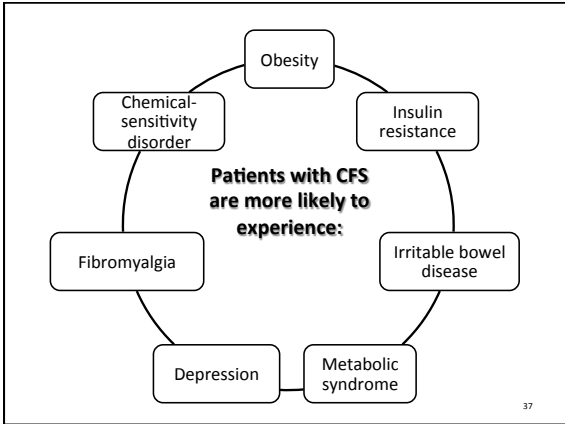 Obesity
Insulin
resistance
Irritable bowel
disease
Metabolic
syndrome
Depression
Fibromyalgia
Chemical-
sensitivity
disorder
Patients with CFS
are more likely to
experience:
37